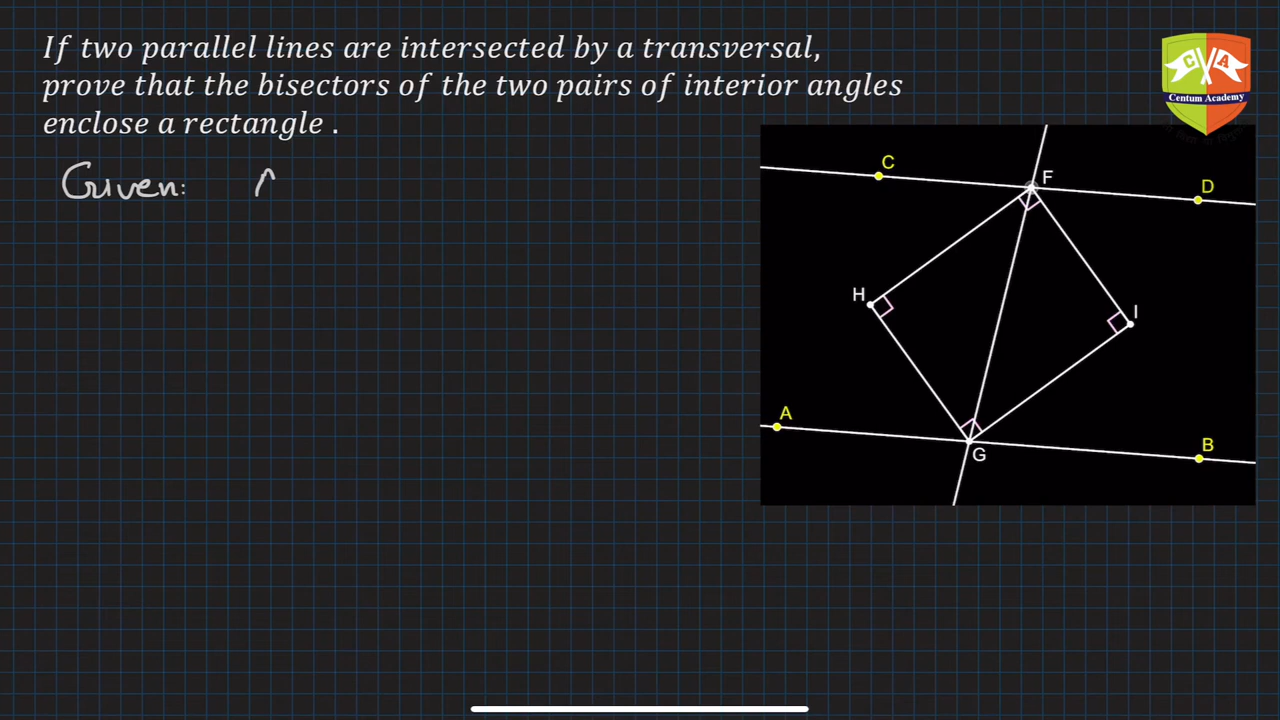 If two parallel lines are intersected by a transversal,
prove that the bisectors of the two pairs of interior angles
enclose a rectangle .
Given:
C A
Centum Academy
C
F
D
H
I
A
G
B